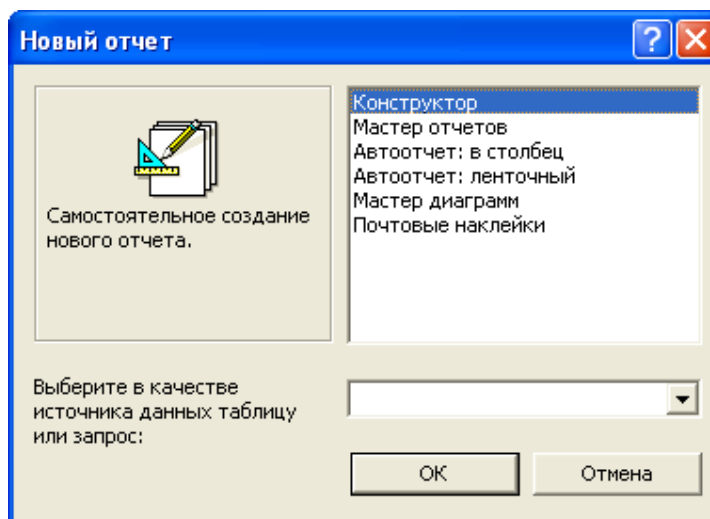 Новый отчет
Самостоятельное создание
нового отчета.
Конструктор
Мастер отчетов
Автоотчет: в столбец
Автоотчет: ленточный
Мастер диаграмм
Почтовые наклейки
Выберите в качестве
источника данных таблицу
или запрос:
ОК
Отмена